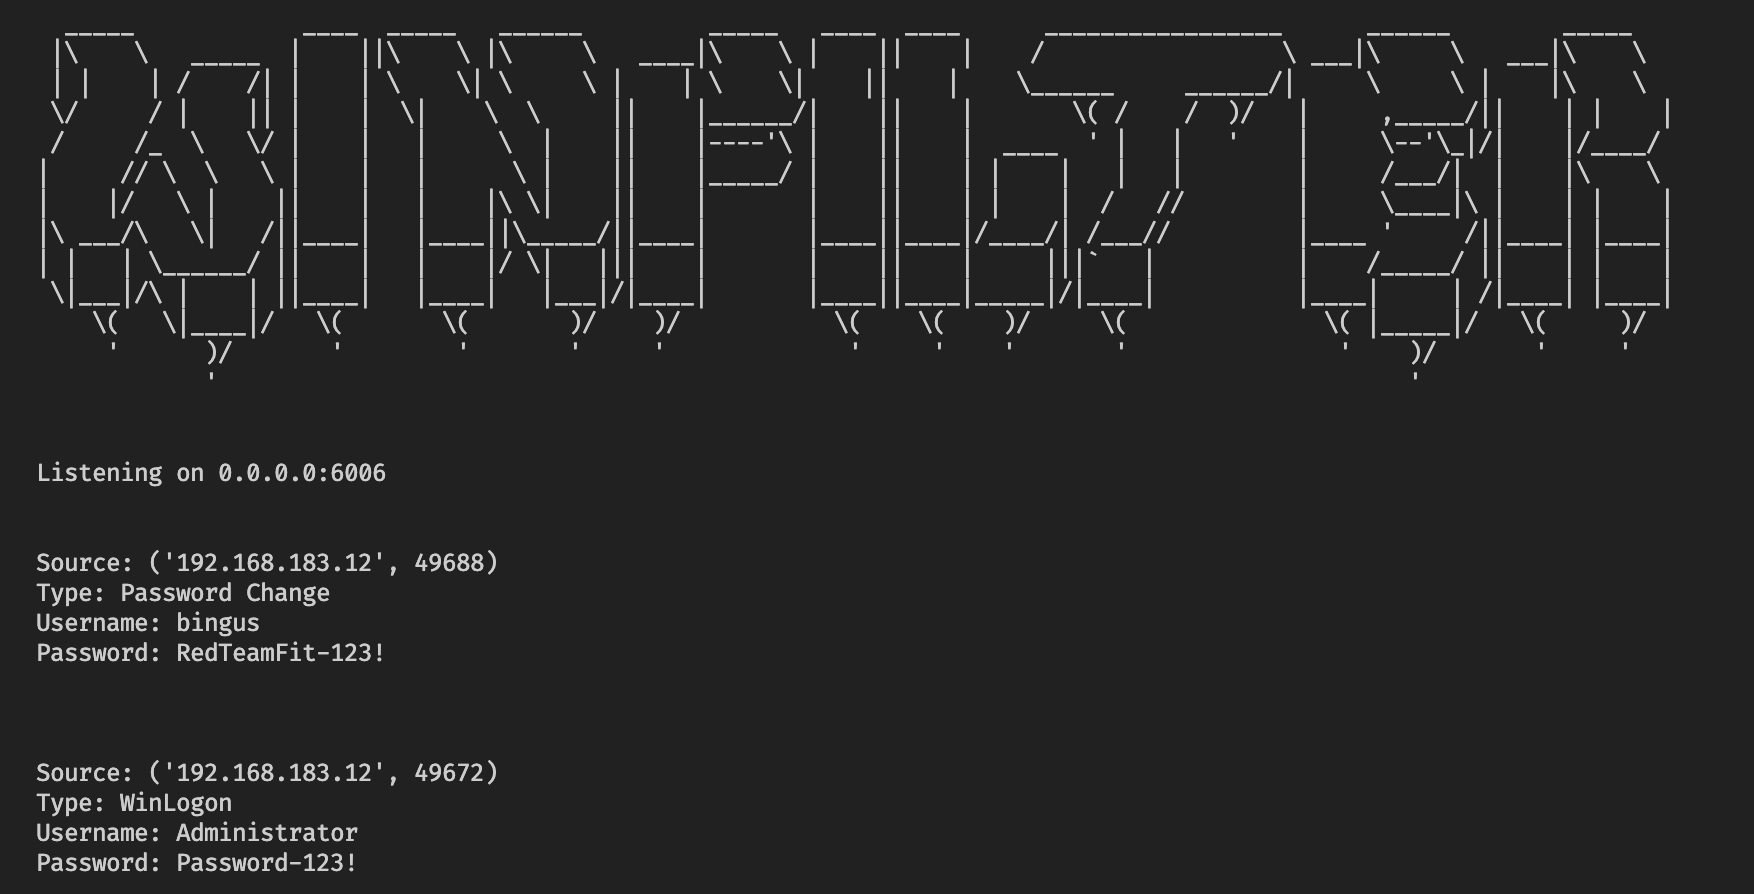 WINFILTER
Listening on 0.0.0.0:6006
Source: ('192.168.183.12', 49688)
Type: Password Change
Username: bingus
Password: RedTeamFit-123!
Source: ('192.168.183.12', 49672)
Type: WinLogon
Username: Administrator
Password: Password-123!